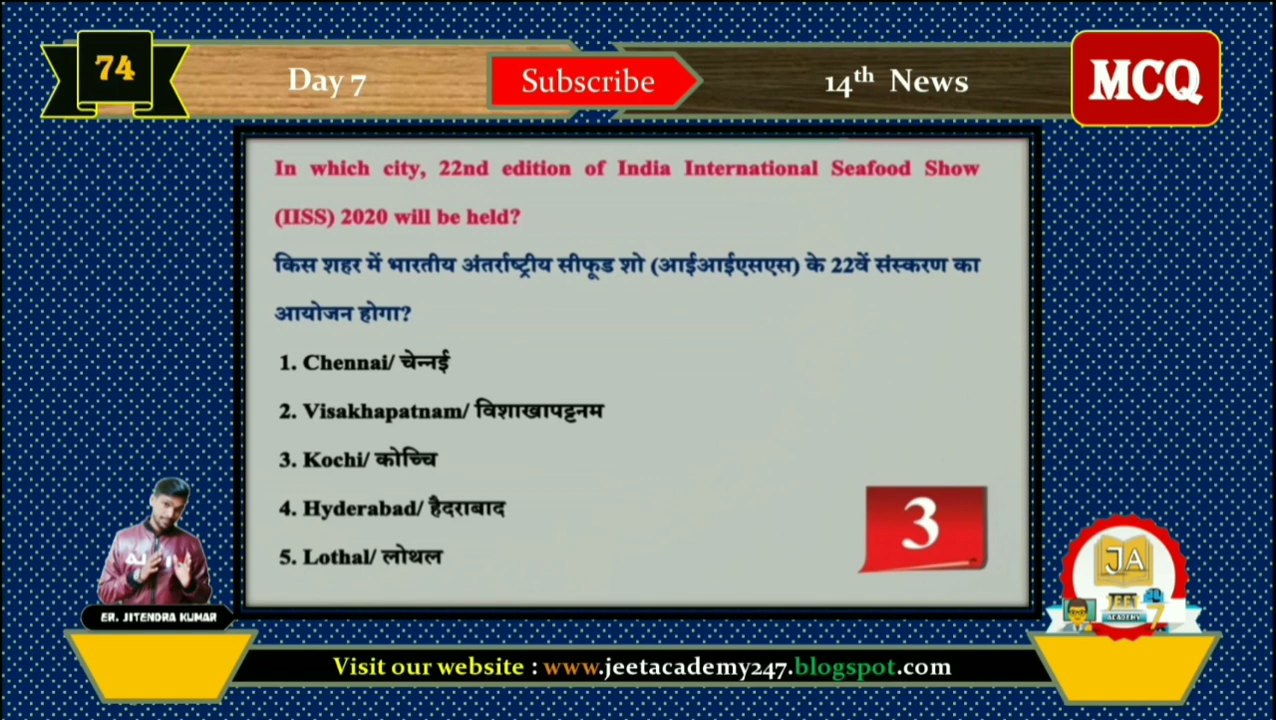 74
Day 7
Subscribe
14th News
MCQ
In which city, 22nd edition of India International Seafood Show
(IISS) 2020 will be held?
किस शहर में भारतीय अंतर्राष्ट्रीय सीफूड शो (आईआईएसएस) के 22वें संस्करण का
आयोजन होगा?
1. Chennai/ चेन्नई
2. Visakhapatnam/ विशाखापट्टनम
3. Kochi/ कोच्चि
4. Hyderabad/ हैदराबाद
5. Lothal/ लोथल
3
ER. JITENDRA KUMAR
JA
JEET
ACADEMY
7
Visit our website : www.jeetacademy247.blogspot.com